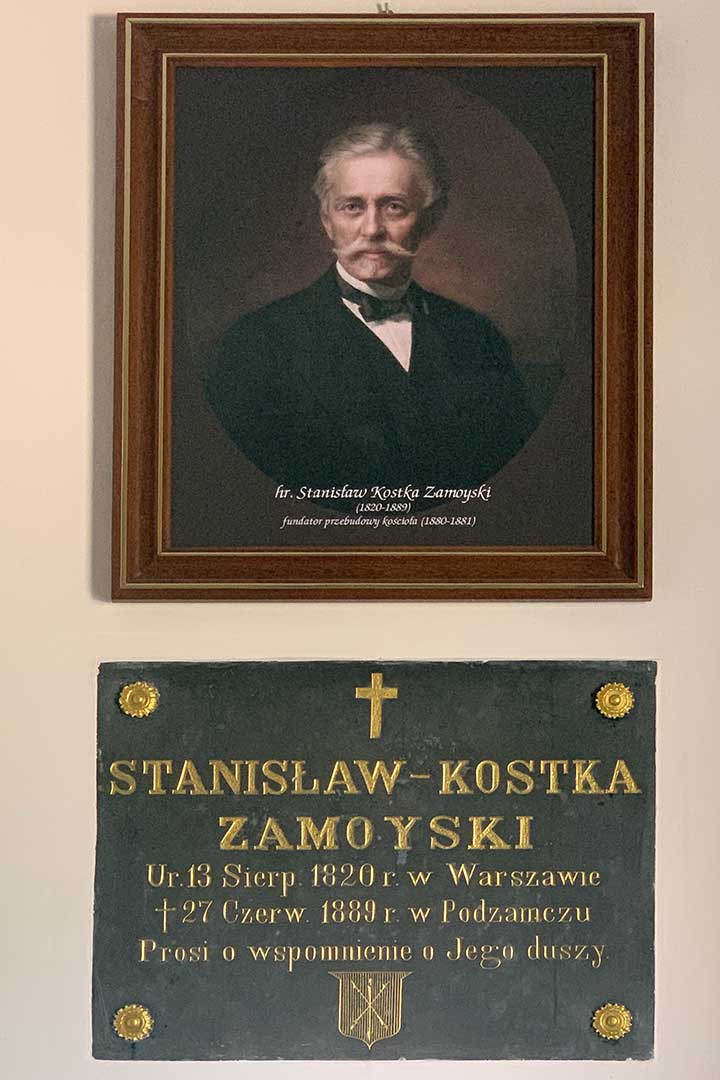 hr. Stanisław Kostka Zamoyski
(1820-1889)
fundator przebudowy kościoła (1880-1881)
STANISŁAW-KOSTKA
ZAMOYSKI
Ur. 13 Sierp. 1820 r. w Warszawie
† 27 Czerw. 1889 r. w Podzamczu
Prosi o wspomnienie o Jego duszy.